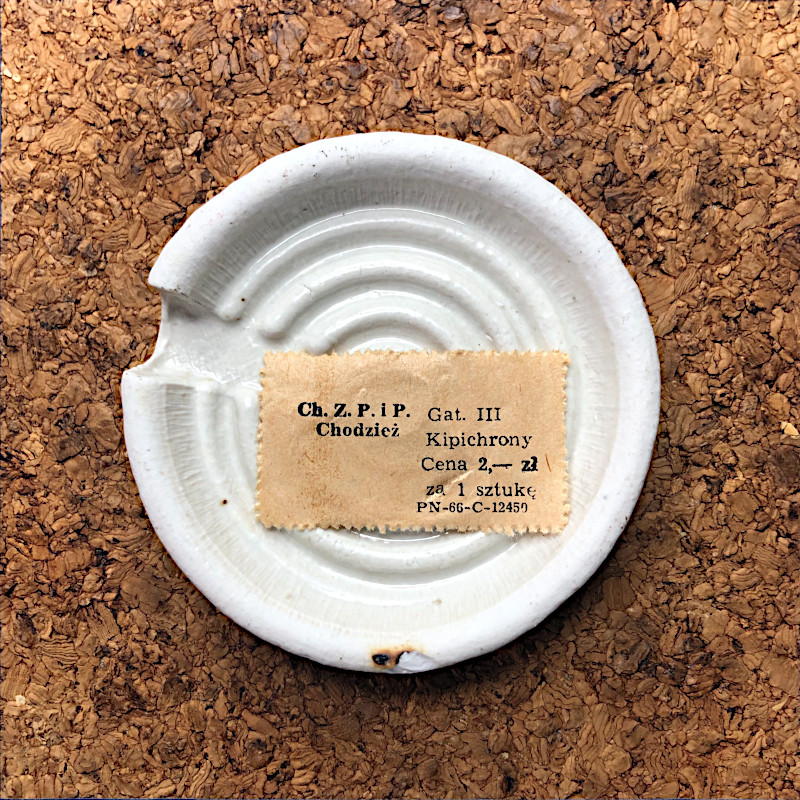 Ch. Z. P. i P.
Chodzież
Gat. III
Kipichrony
Cena 2,— zł
za 1 sztukę
PN-66-C-12450